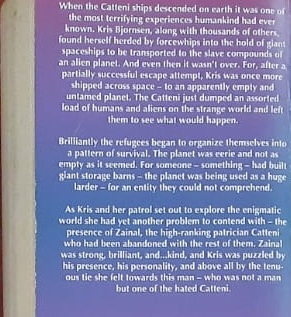 When the Catteni ships descended on earth it was one of
the most terrifying experiences humankind had ever
known. Kris Bjornsen, along with thousands of others,
found herself herded by forcewhips into the hold of giant
spaceships to be transported to the slave compounds of
an alien planet. And even then it wasn't over. For, after a
partially successful escape attempt, Kris was once more
shipped across space – to an apparently empty and
untamed planet. The Catteni just dumped an assorted
load of humans and aliens on the strange world and left
them to see what would happen.
Brilliantly the refugees began to organize themselves into
a pattern of survival. The planet was eerie and not as
empty as it seemed. For someone – something – had built
giant storage barns – the planet was being used as a huge
larder – for an entity they could not comprehend.
As Kris and her patrol set out to explore the enigmatic
world she had yet another problem to contend with – the
presence of Zainal, the high-ranking patrician Catteni
who had been abandoned with the rest of them. Zainal
was strong, brilliant, and...kind, and Kris was puzzled by
his presence, his personality, and above all by the tenu-
ous tie she felt towards this man – who was not a man
but one of the hated Catteni.